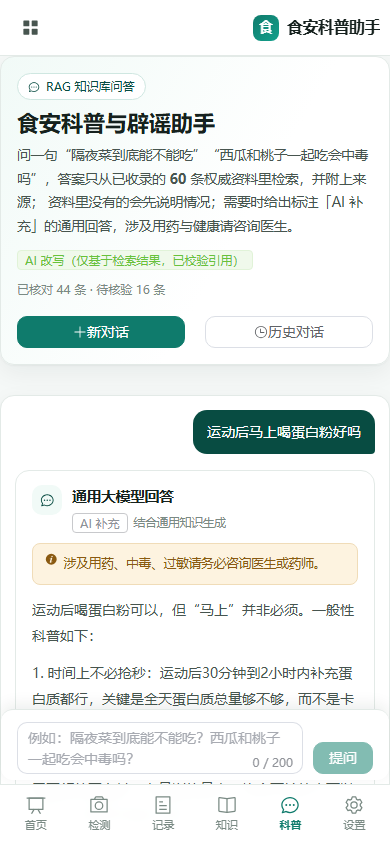 食 食安科普助手
RAG 知识库问答
食安科普与辟谣助手
问一句“隔夜菜到底能不能吃”“西瓜和桃子一起吃会中毒
吗”，答案只从已收录的 60 条权威资料里检索，并附上来
源； 资料里没有的会先说明情况；需要时给出标注「AI 补
充」的通用回答，涉及用药与健康请咨询医生。
AI 改写（仅基于检索结果，已校验引用）
已核对 44 条 · 待核验 16 条
＋新对话
历史对话
运动后马上喝蛋白粉好吗
通用大模型回答
AI 补充 结合通用知识生成
涉及用药、中毒、过敏请务必咨询医生或药师。
运动后喝蛋白粉可以，但“马上”并非必须。一般性
科普如下：
1. 时间上不必抢秒：运动后30分钟到2小时内补充蛋
白质都行，关键是全天蛋白质总量够不够，而不是卡
例如：隔夜菜到底能不能吃？西瓜和桃子
一起吃会中毒吗？
0 / 200
提问
首页 检测 记录 知识 科普 设置